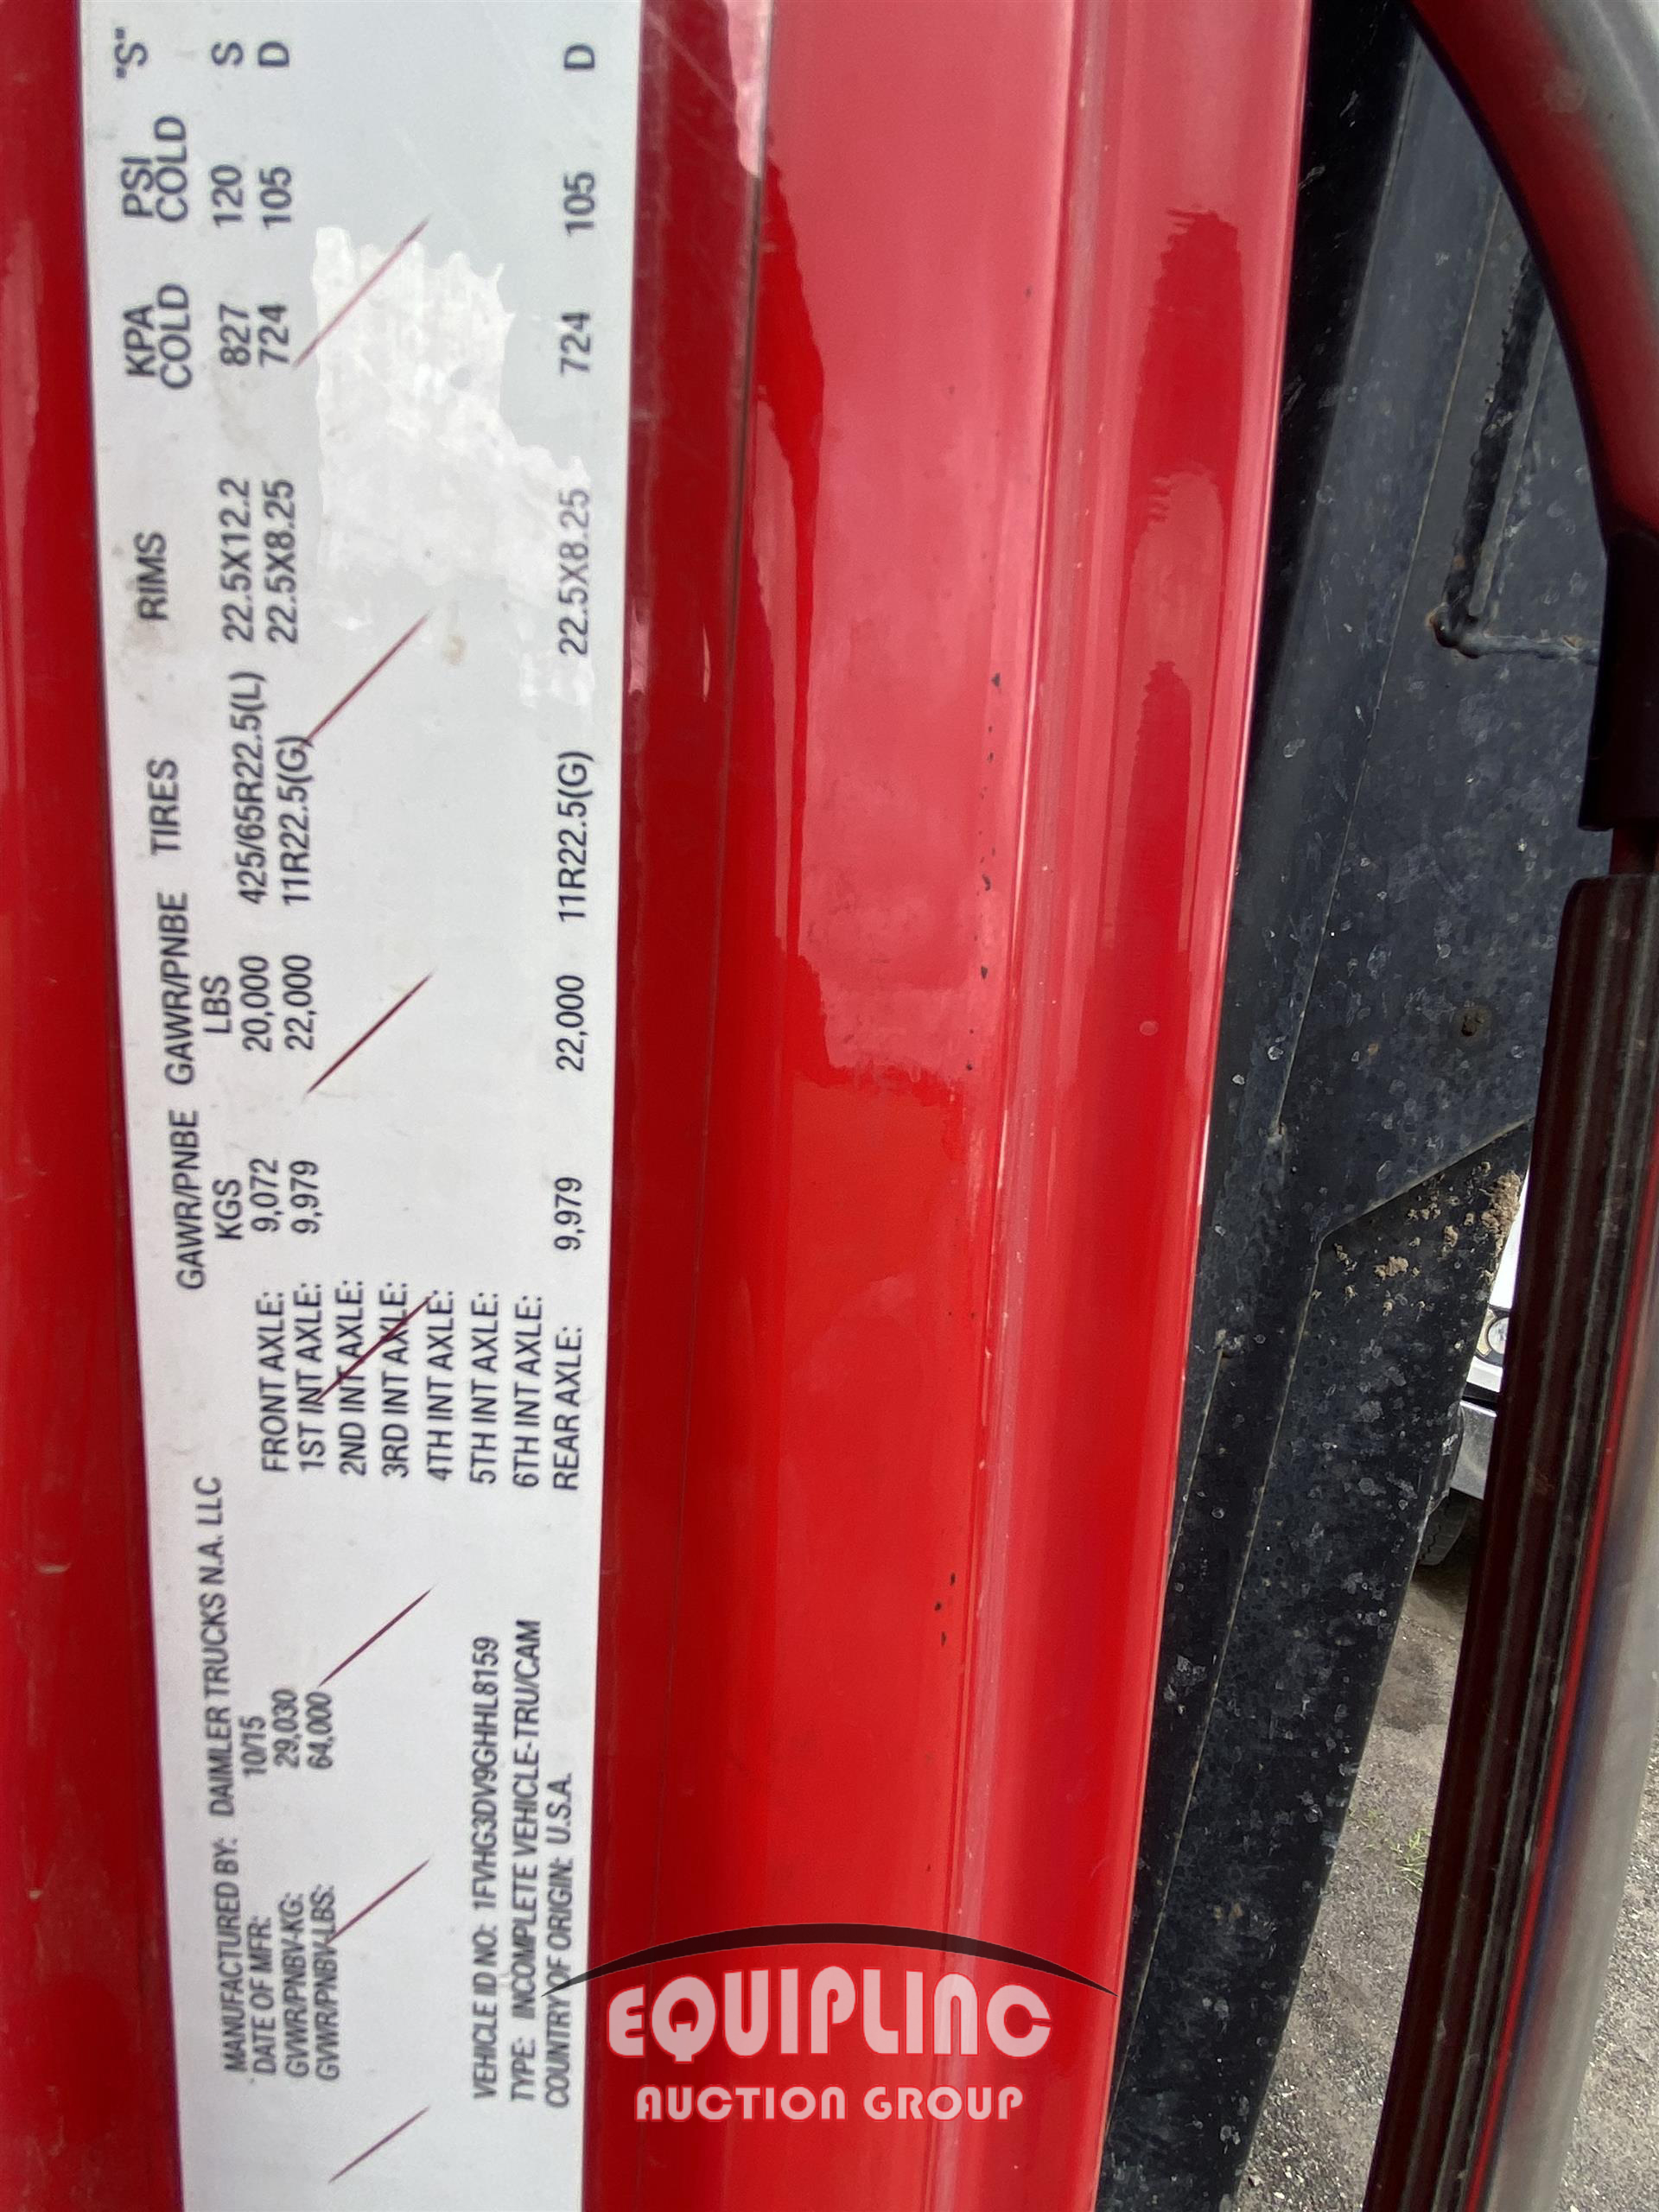 MANUFACTURED BY: DAIMLER TRUCKS N.A. LLC
DATE OF MFR: 10/15
GVWR/PNBV-KG: 29,030
GVWR/PNBV-LBS: 64,000
VEHICLE ID NO: 1FVHG3DV9GHHL8159
TYPE: INCOMPLETE VEHICLE-TRU/CAM
COUNTRY OF ORIGIN: U.S.A.
GAWR/PNBE GAWR/PNBE TIRES RIMS KPA PSI "S"
KGS LBS COLD COLD
FRONT AXLE: 9,072 20,000 425/65R22.5(L) 22.5X12.2 827 120 S
1ST INT AXLE: 9,979 22,000 11R22.5(G) 22.5X8.25 724 105 D
2ND INT AXLE:
3RD INT AXLE:
4TH INT AXLE:
5TH INT AXLE:
6TH INT AXLE:
REAR AXLE: 9,979 22,000 11R22.5(G) 22.5X8.25 724 105 D
EQUIPLINC
AUCTION GROUP